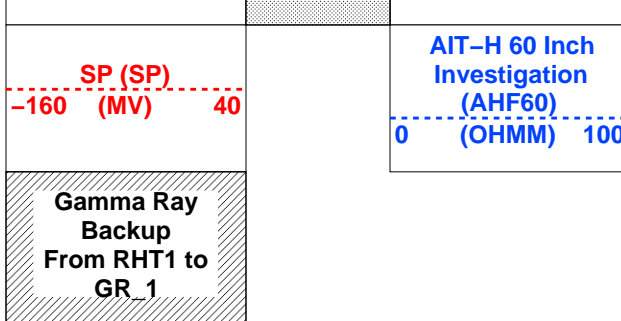 SP (SP)
−160 (MV) 40
AIT−H 60 Inch
Investigation
(AHF60)
0 (OHMM) 100
Gamma Ray
Backup
From RHT1 to
GR_1